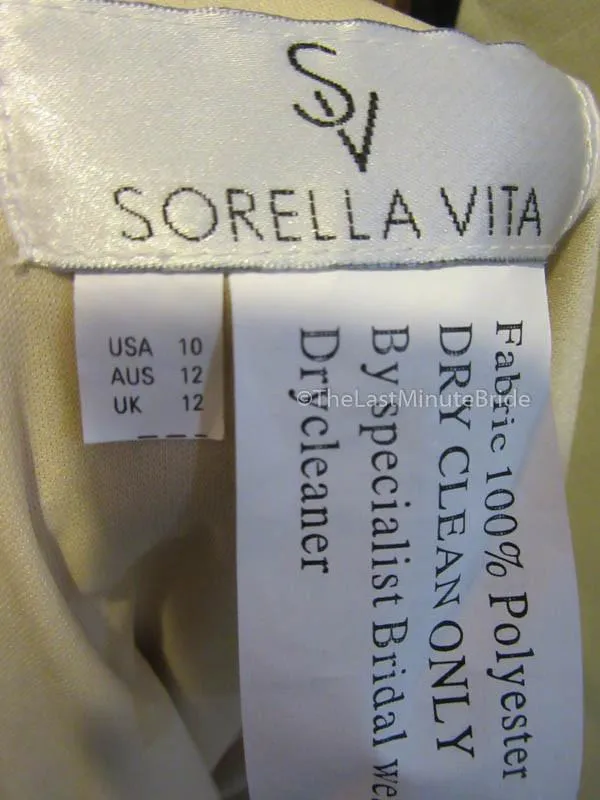 SV
SORELLA VITA
USA 10
AUS 12
UK 12
Fabric 100% Polyester
DRY CLEAN ONLY
By specialist Bridal
Drycleaner
©TheLastMinuteBride